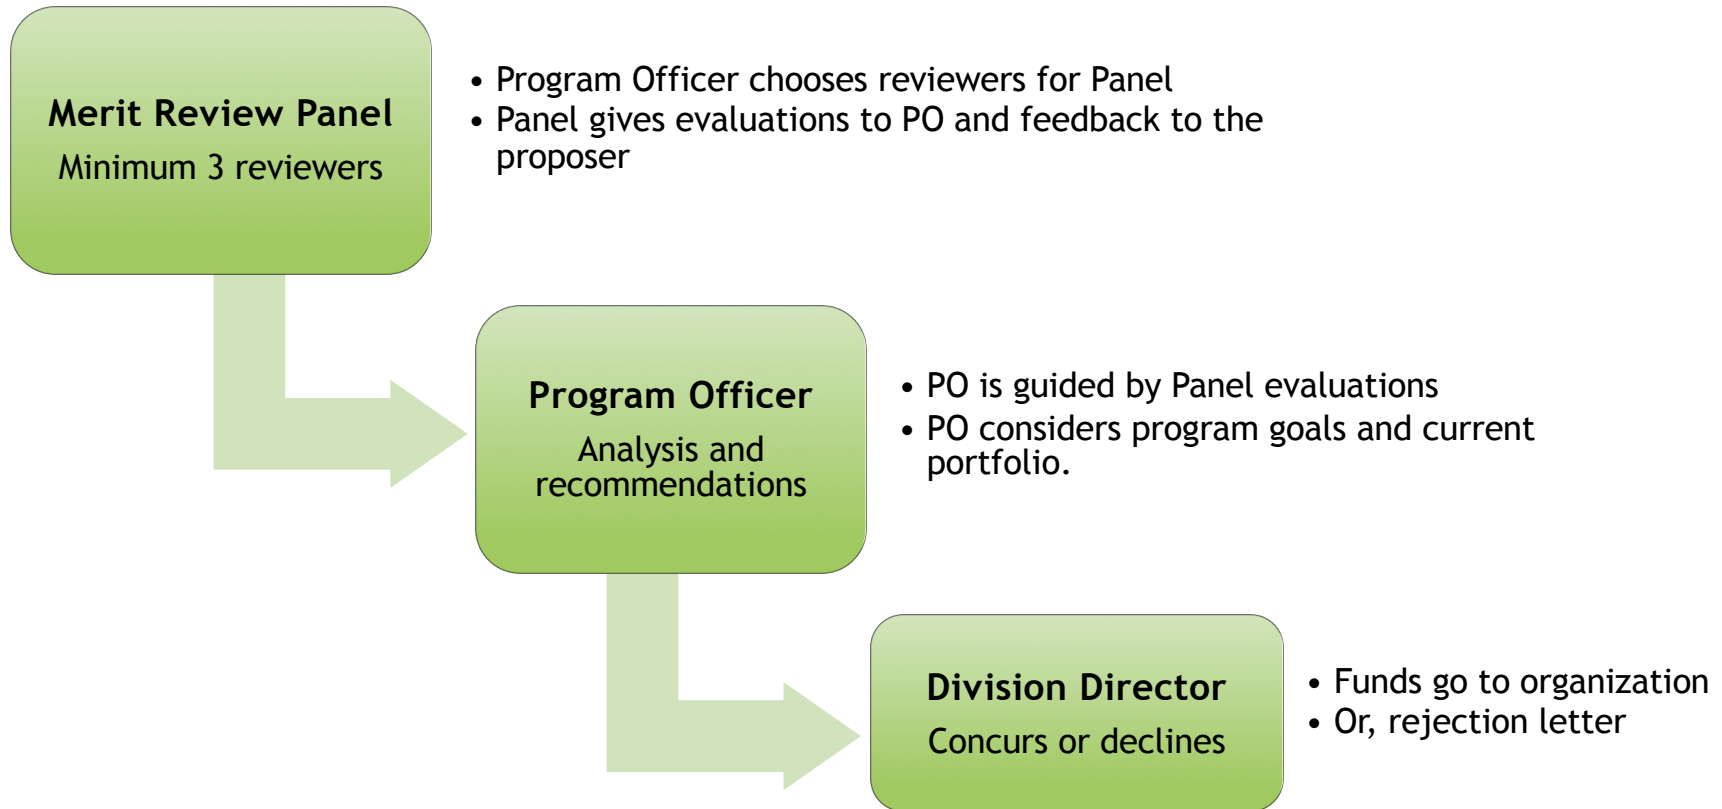 Merit Review Panel
Minimum 3 reviewers
• Program Officer chooses reviewers for Panel
• Panel gives evaluations to PO and feedback to the
proposer
Program Officer
Analysis and
recommendations
• PO is guided by Panel evaluations
• PO considers program goals and current
portfolio.
Division Director
Concurs or declines
• Funds go to organization
• Or, rejection letter